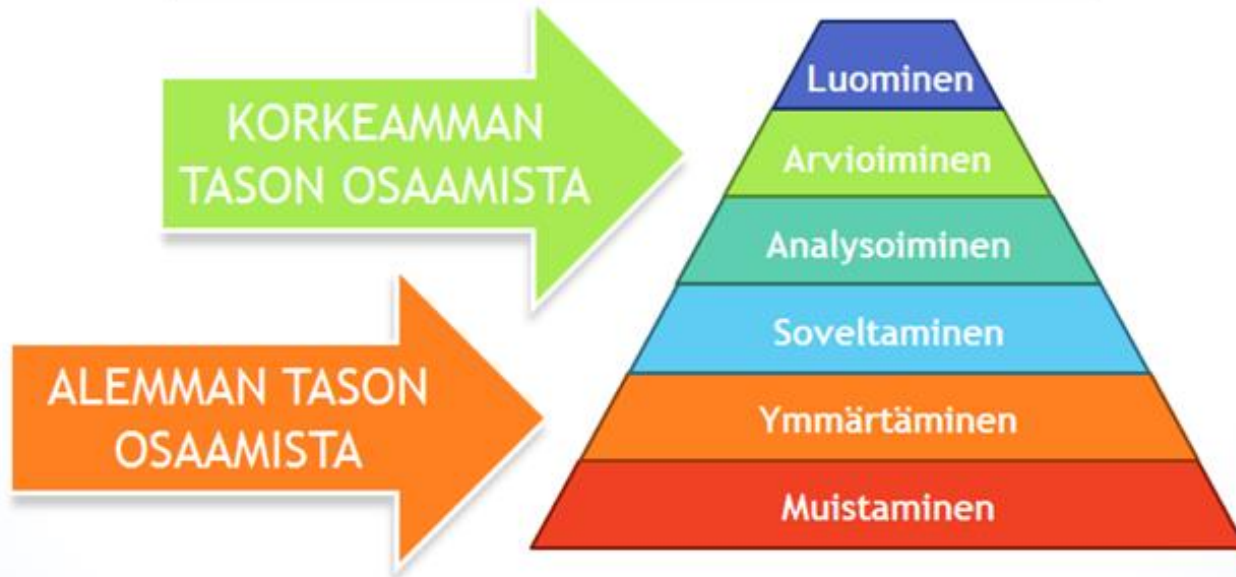 KORKEAMMAN
TASON OSAAMISTA
ALEMMAN TASON
OSAAMISTA
Luominen
Arvioiminen
Analysoiminen
Soveltaminen
Ymmärtäminen
Muistaminen